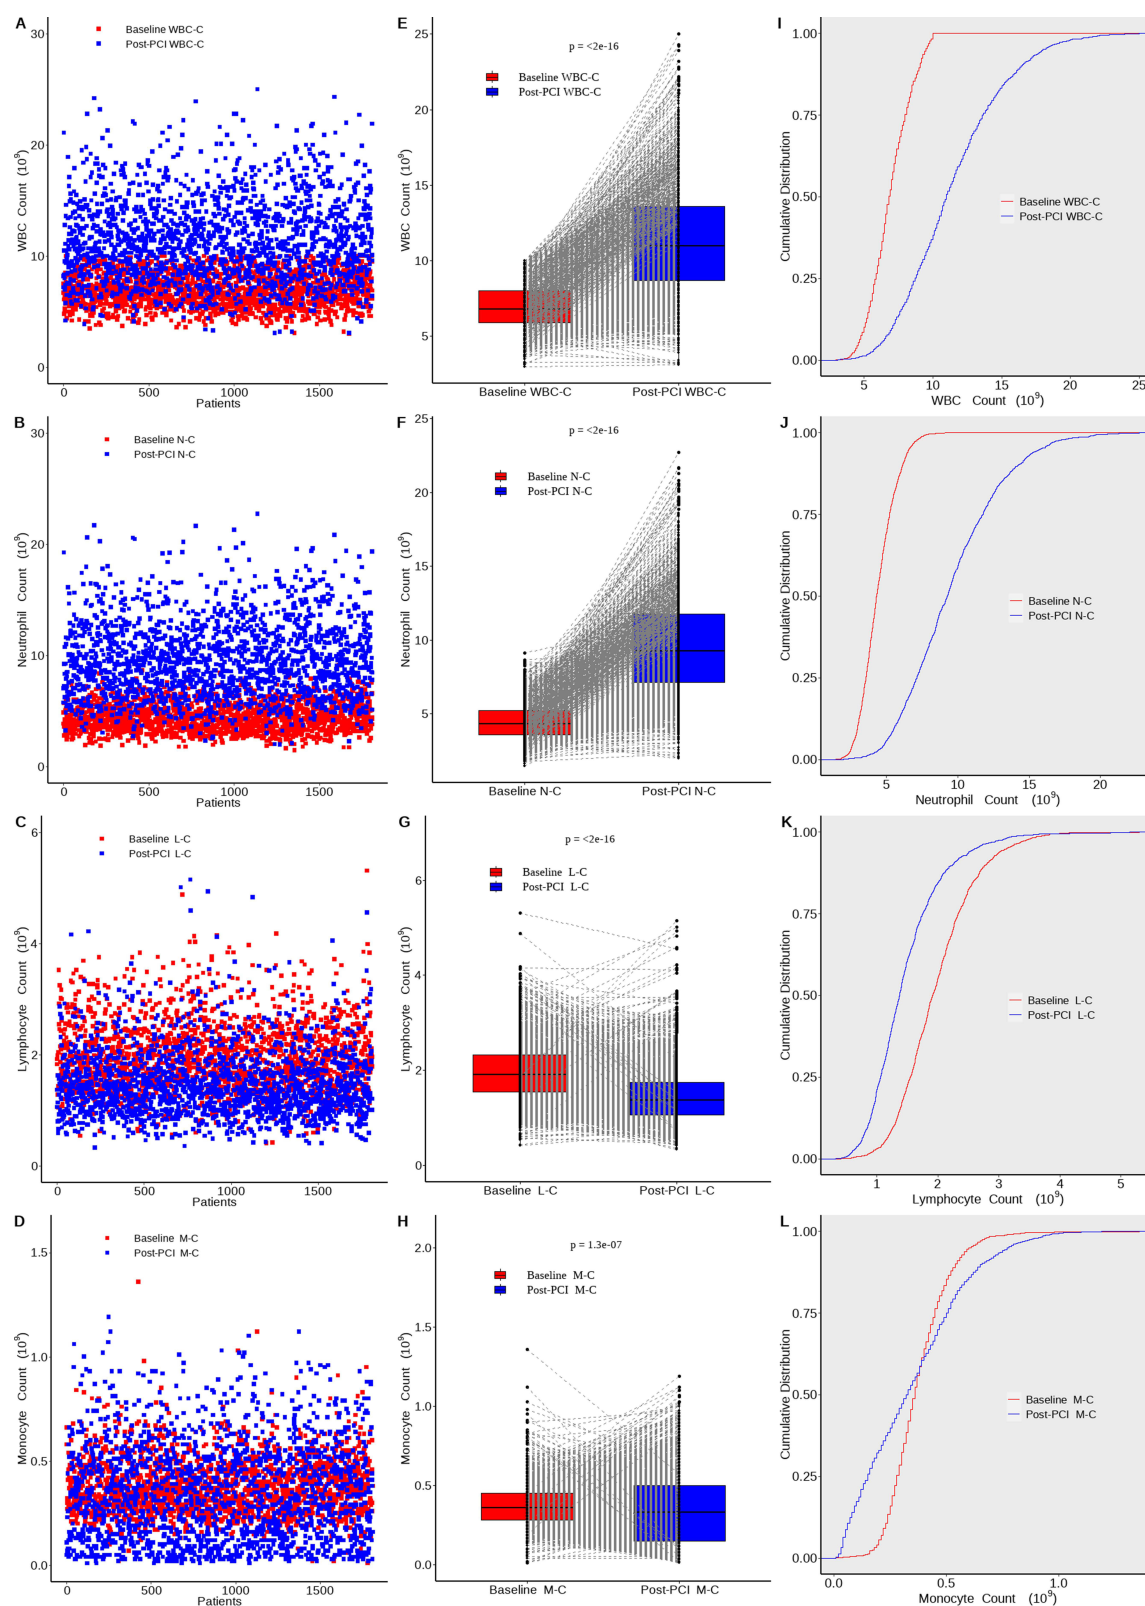 A
30
20
10
0
WBC Count (10⁹)
Baseline WBC-C
Post-PCI WBC-C
0 500 1000 1500
Patients
E
25
20
15
10
5
WBC Count (10⁹)
p = <2e-16
Baseline WBC-C
Post-PCI WBC-C
Baseline WBC-C Post-PCI WBC-C
I
1.00
0.75
0.50
0.25
0.00
Cumulative Distribution
Baseline WBC-C
Post-PCI WBC-C
5 10 15 20 25
WBC Count (10⁹)
B
30
20
10
0
Neutrophil Count (10⁹)
Baseline N-C
Post-PCI N-C
0 500 1000 1500
Patients
F
25
20
15
10
5
Neutrophil Count (10⁹)
p = <2e-16
Baseline N-C
Post-PCI N-C
Baseline N-C Post-PCI N-C
J
1.00
0.75
0.50
0.25
0.00
Cumulative Distribution
Baseline N-C
Post-PCI N-C
5 10 15 20
Neutrophil Count (10⁹)
C
6
4
2
0
Lymphocyte Count (10⁹)
Baseline L-C
Post-PCI L-C
0 500 1000 1500
Patients
G
6
4
2
0
Lymphocyte Count (10⁹)
p = <2e-16
Baseline L-C
Post-PCI L-C
Baseline L-C Post-PCI L-C
K
1.00
0.75
0.50
0.25
0.00
Cumulative Distribution
Baseline L-C
Post-PCI L-C
1 2 3 4 5
Lymphocyte Count (10⁹)
D
1.5
1.0
0.5
0.0
Monocyte Count (10⁹)
Baseline M-C
Post-PCI M-C
0 500 1000 1500
Patients
H
2.0
1.5
1.0
0.5
0.0
Monocyte Count (10⁹)
p = 1.3e-07
Baseline M-C
Post-PCI M-C
Baseline M-C Post-PCI M-C
L
1.00
0.75
0.50
0.25
0.00
Cumulative Distribution
Baseline M-C
Post-PCI M-C
0.0 0.5 1.0
Monocyte Count (10⁹)